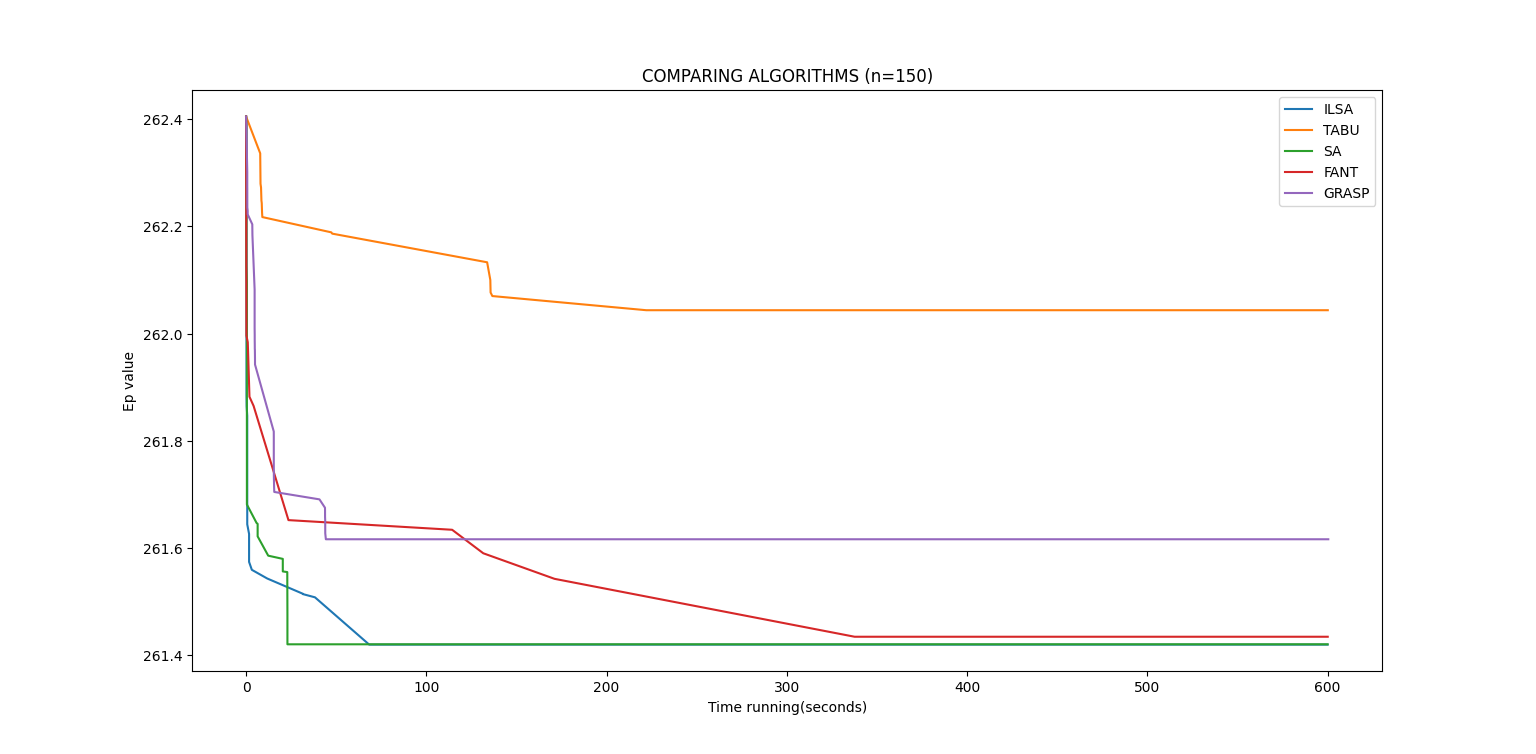 COMPARING ALGORITHMS (n=150)
ILSA
TABU
SA
FANT
GRASP
262.4
262.2
262.0
261.8
261.6
261.4
Ep value
0 100 200 300 400 500 600
Time running(seconds)